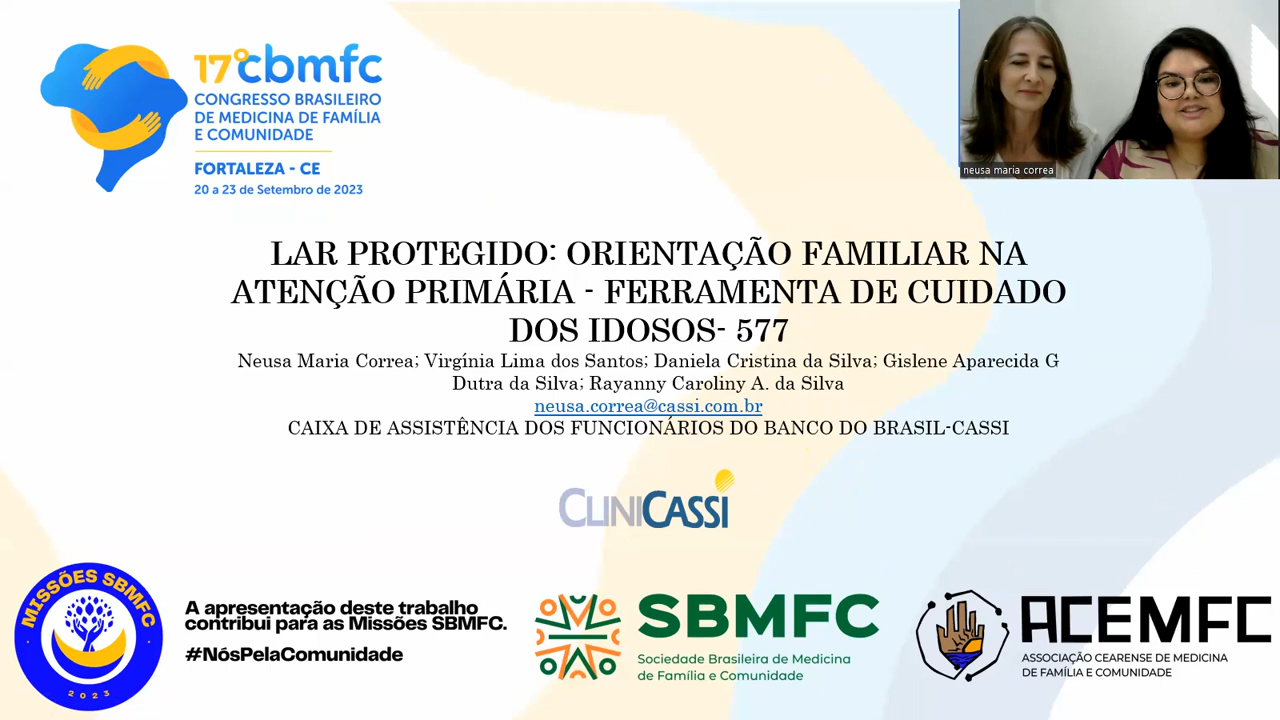 17º cbmfc
CONGRESSO BRASILEIRO
DE MEDICINA DE FAMÍLIA
E COMUNIDADE
FORTALEZA - CE
20 a 23 de Setembro de 2023
neusa maria correa
LAR PROTEGIDO: ORIENTAÇÃO FAMILIAR NA
ATENÇÃO PRIMÁRIA - FERRAMENTA DE CUIDADO
DOS IDOSOS- 577
Neusa Maria Correa; Virgínia Lima dos Santos; Daniela Cristina da Silva; Gislene Aparecida G
Dutra da Silva; Rayanny Caroliny A. da Silva
neusa.correa@cassi.com.br
CAIXA DE ASSISTÊNCIA DOS FUNCIONÁRIOS DO BANCO DO BRASIL-CASSI
CLINICASSI
MISSÕES SBMFC
2023
A apresentação deste trabalho
contribui para as Missões SBMFC.
#NósPelaComunidade
SBMFC
Sociedade Brasileira de Medicina
de Família e Comunidade
ACEMFC
ASSOCIAÇÃO CEARENSE DE MEDICINA
DE FAMÍLIA E COMUNIDADE